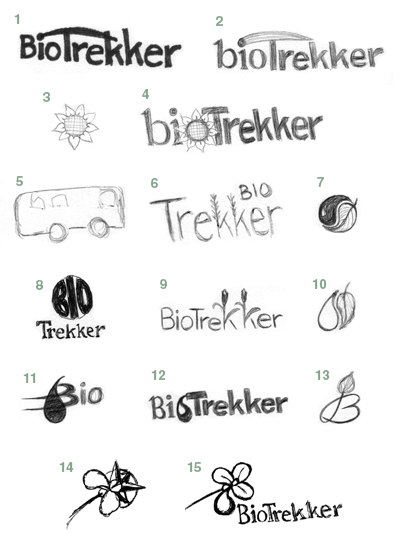 1
BioTrekker
2
bioTrekker
3
4
bioTrekker
5
6
BIO
Trekker
7
8
BIO
Trekker
9
BioTrekker
10
11
Bio
12
BioTrekker
13
14
15
BioTrekker